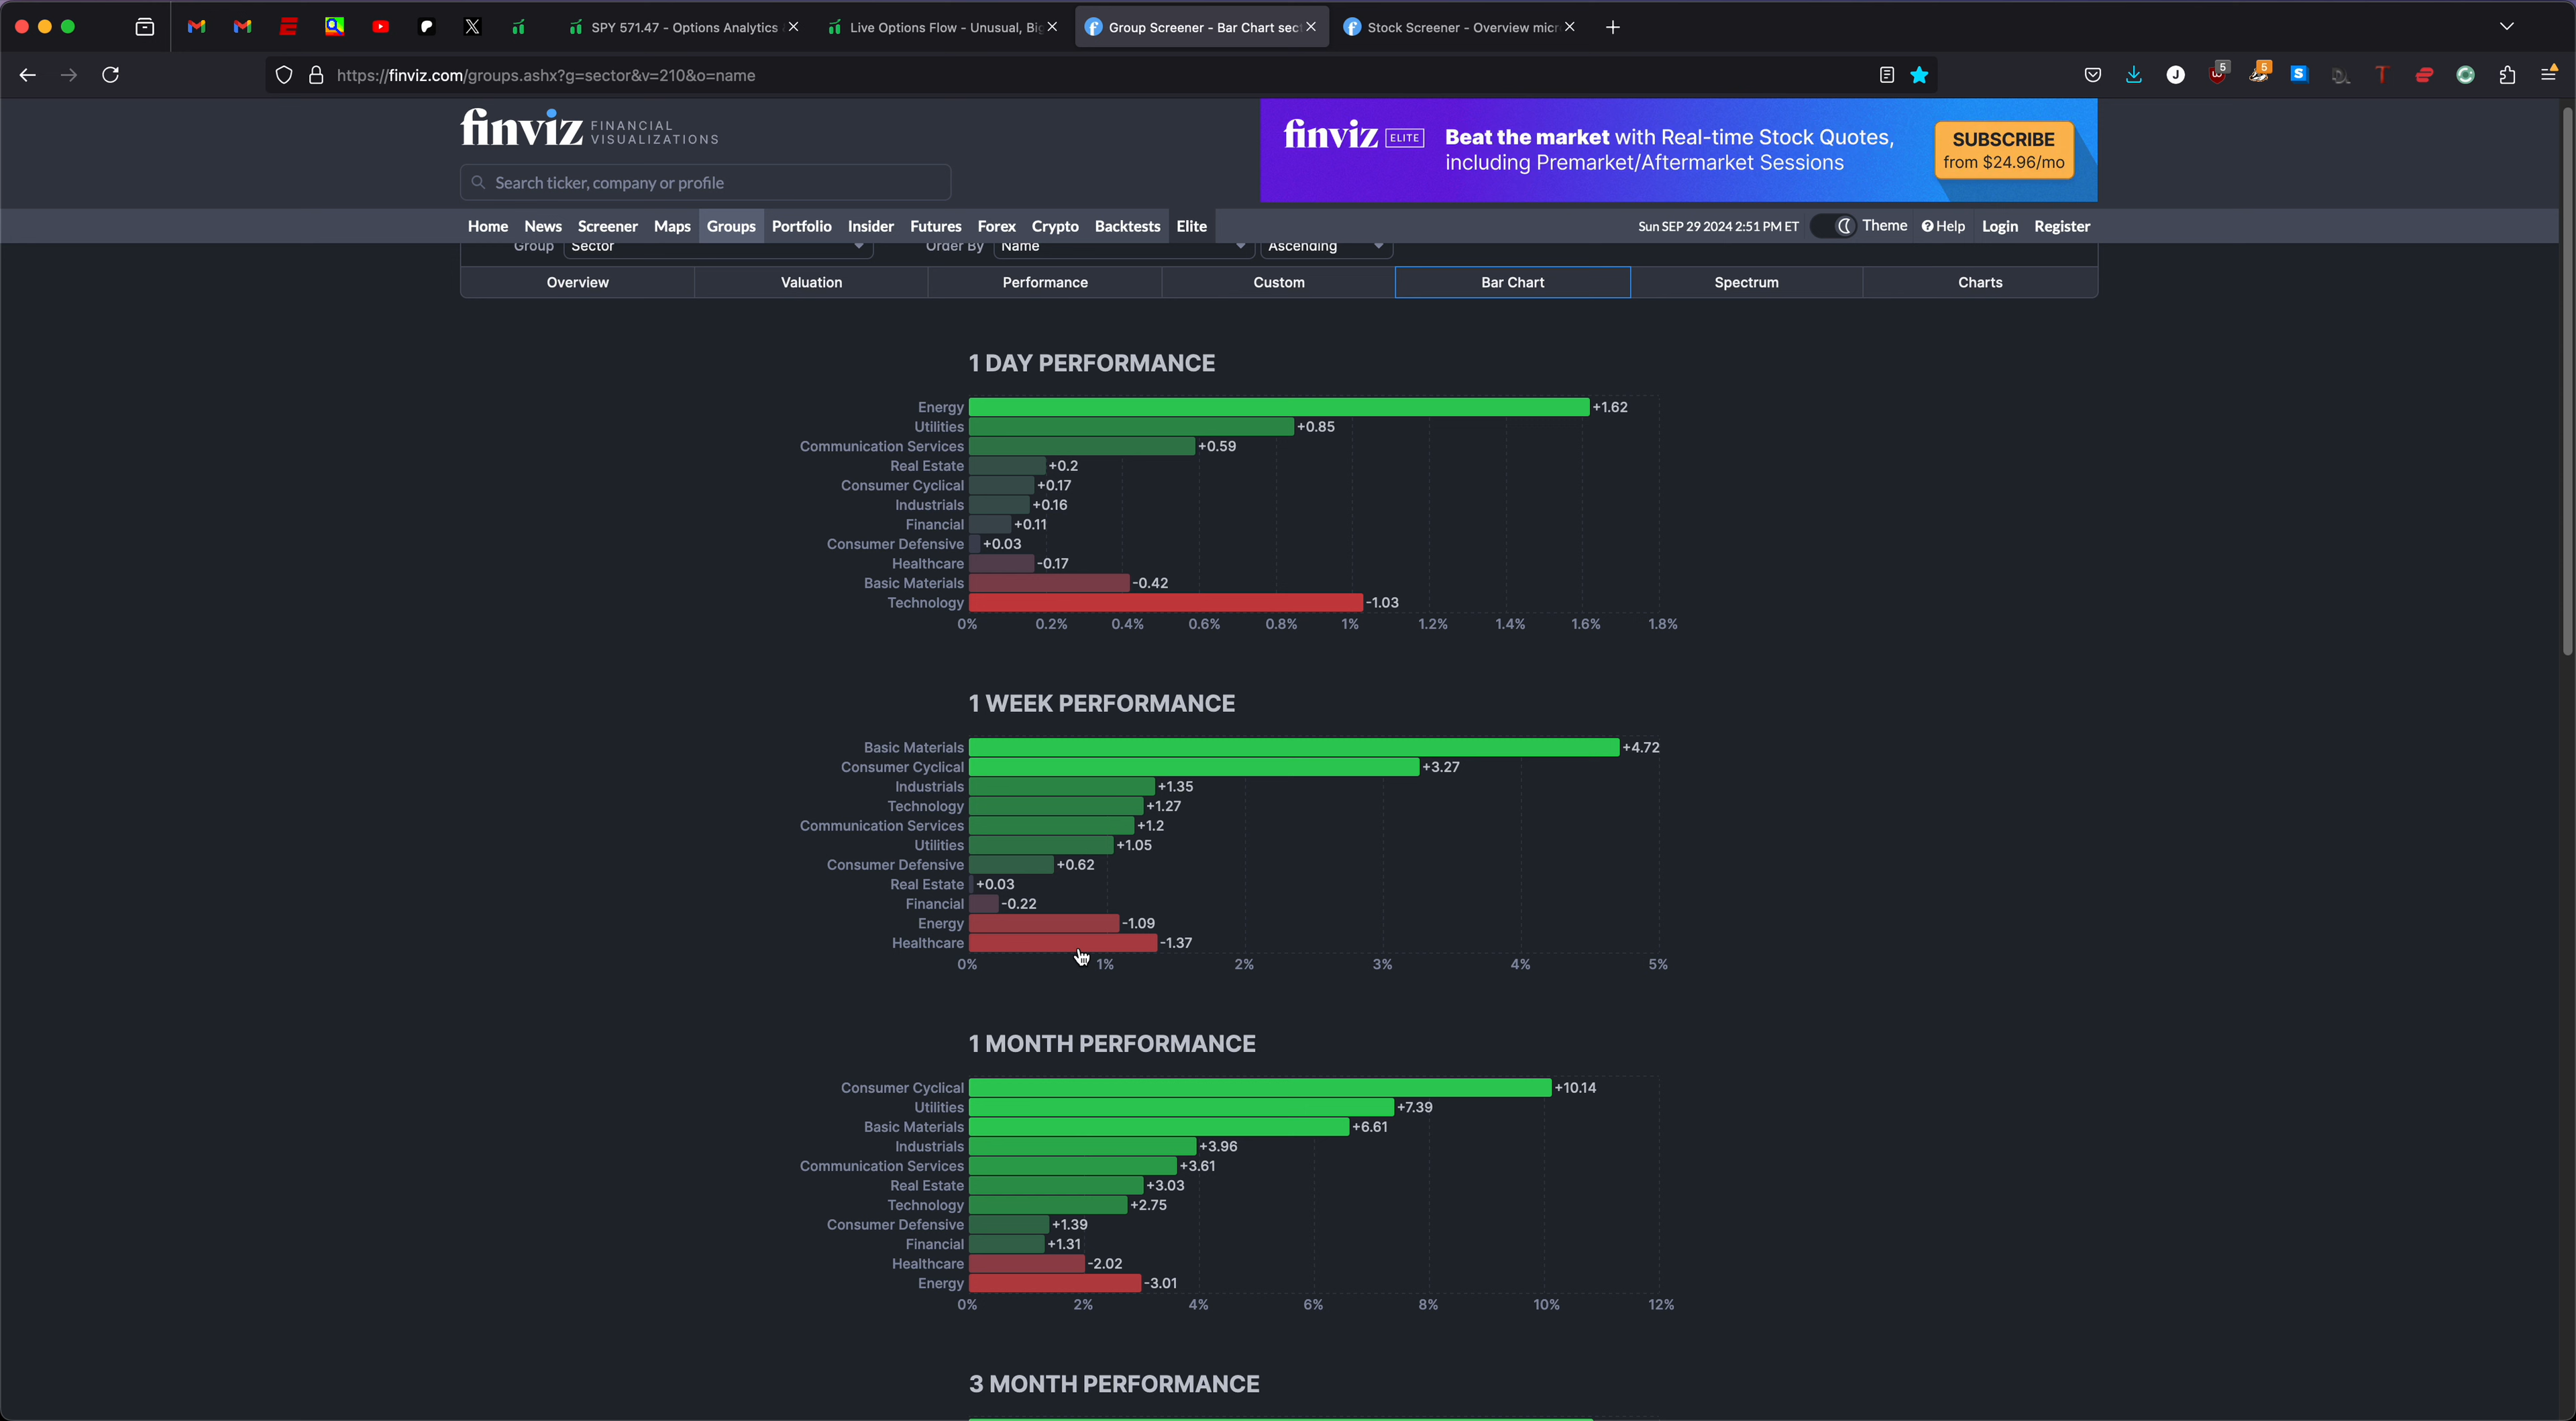 SPY 571.47 - Options Analytics
Live Options Flow - Unusual, Big
Group Screener - Bar Chart sect
Stock Screener - Overview micr
https://finviz.com/groups.ashx?g=sector&v=210&o=name
5
5
finviz FINANCIAL VISUALIZATIONS
finviz ELITE
Beat the market with Real-time Stock Quotes,
including Premarket/Aftermarket Sessions
SUBSCRIBE
from $24.96/mo
Search ticker, company or profile
Home News Screener Maps Groups Portfolio Insider Futures Forex Crypto Backtests Elite
Sun SEP 29 2024 2:51 PM ET Theme Help Login Register
Group Sector Order By Name Ascending
Overview Valuation Performance Custom Bar Chart Spectrum Charts
1 DAY PERFORMANCE
Energy +1.62
Utilities +0.85
Communication Services +0.59
Real Estate +0.2
Consumer Cyclical +0.17
Industrials +0.16
Financial +0.11
Consumer Defensive +0.03
Healthcare -0.17
Basic Materials -0.42
Technology -1.03
0% 0.2% 0.4% 0.6% 0.8% 1% 1.2% 1.4% 1.6% 1.8%
1 WEEK PERFORMANCE
Basic Materials +4.72
Consumer Cyclical +3.27
Industrials +1.35
Technology +1.27
Communication Services +1.2
Utilities +1.05
Consumer Defensive +0.62
Real Estate +0.03
Financial -0.22
Energy -1.09
Healthcare -1.37
0% 1% 2% 3% 4% 5%
1 MONTH PERFORMANCE
Consumer Cyclical +10.14
Utilities +7.39
Basic Materials +6.61
Industrials +3.96
Communication Services +3.61
Real Estate +3.03
Technology +2.75
Consumer Defensive +1.39
Financial +1.31
Healthcare -2.02
Energy -3.01
0% 2% 4% 6% 8% 10% 12%
3 MONTH PERFORMANCE